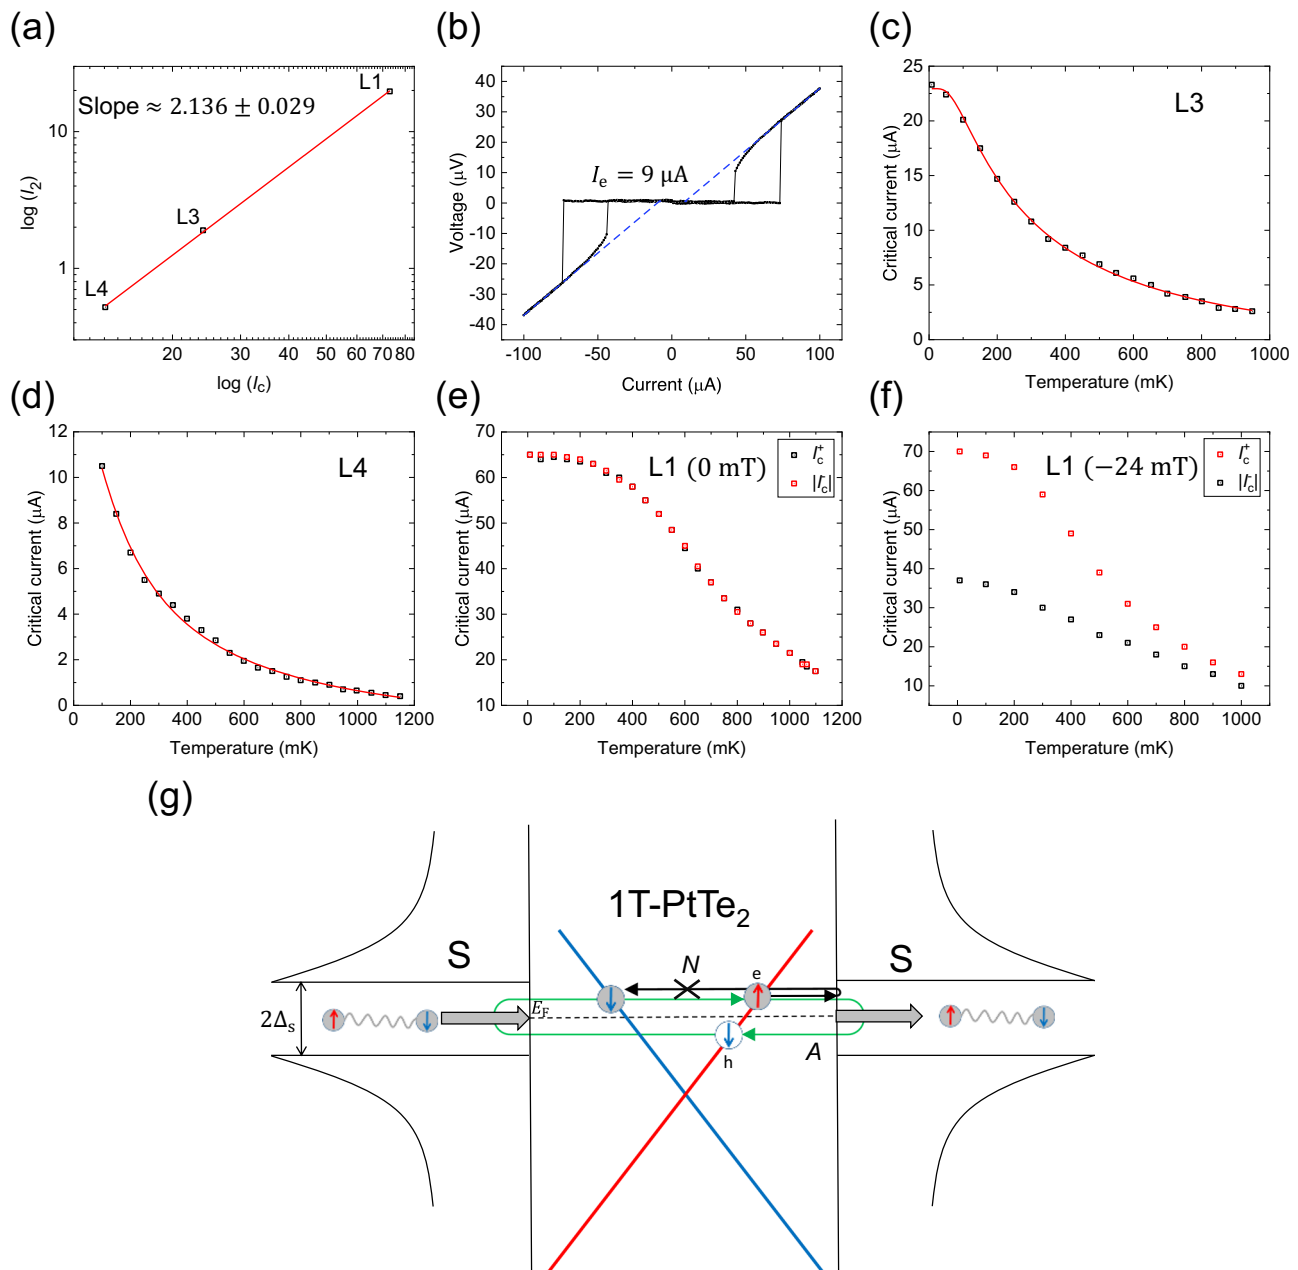 (a)
Slope ≈ 2.136 ± 0.029
L1
L3
L4
10
1
log (I2)
20 30 40 50 60 70 80
log (Ic)
(b)
Ie = 9 μA
40
30
20
10
0
-10
-20
-30
-40
Voltage (μV)
-100 -50 0 50 100
Current (μA)
(c)
L3
25
20
15
10
5
0
Critical current (μA)
0 200 400 600 800 1000
Temperature (mK)
(d)
L4
12
10
8
6
4
2
0
Critical current (μA)
0 200 400 600 800 1000 1200
Temperature (mK)
(e)
L1 (0 mT)
Ic+
|Ic-|
70
60
50
40
30
20
10
Critical current (μA)
0 200 400 600 800 1000 1200
Temperature (mK)
(f)
L1 (−24 mT)
Ic+
|Ic-|
70
60
50
40
30
20
10
Critical current (μA)
0 200 400 600 800 1000
Temperature (mK)
(g)
1T-PtTe2
S
S
N
e
EF
2Δs
h
A